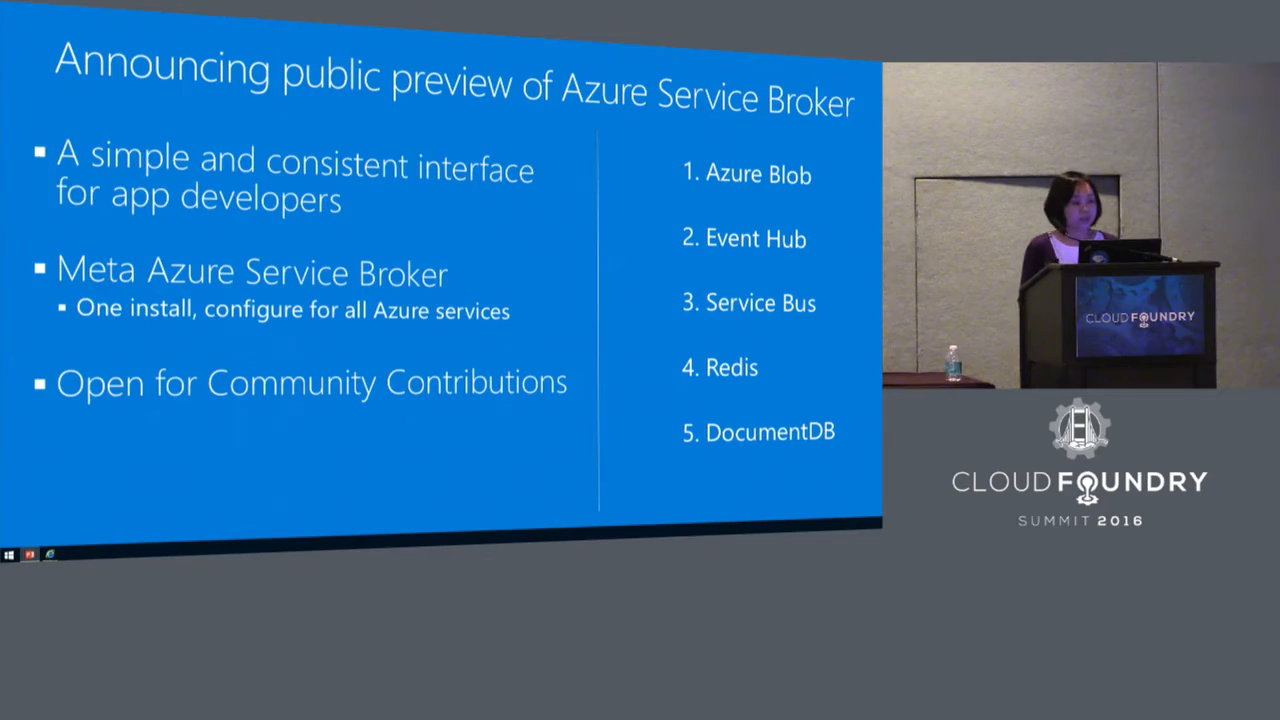 Announcing public preview of Azure Service Broker
▪ A simple and consistent interface
for app developers
▪ Meta Azure Service Broker
▪ One install, configure for all Azure services
▪ Open for Community Contributions
1. Azure Blob
2. Event Hub
3. Service Bus
4. Redis
5. DocumentDB
CLOUD FOUNDRY
CLOUD FOUNDRY
SUMMIT 2016